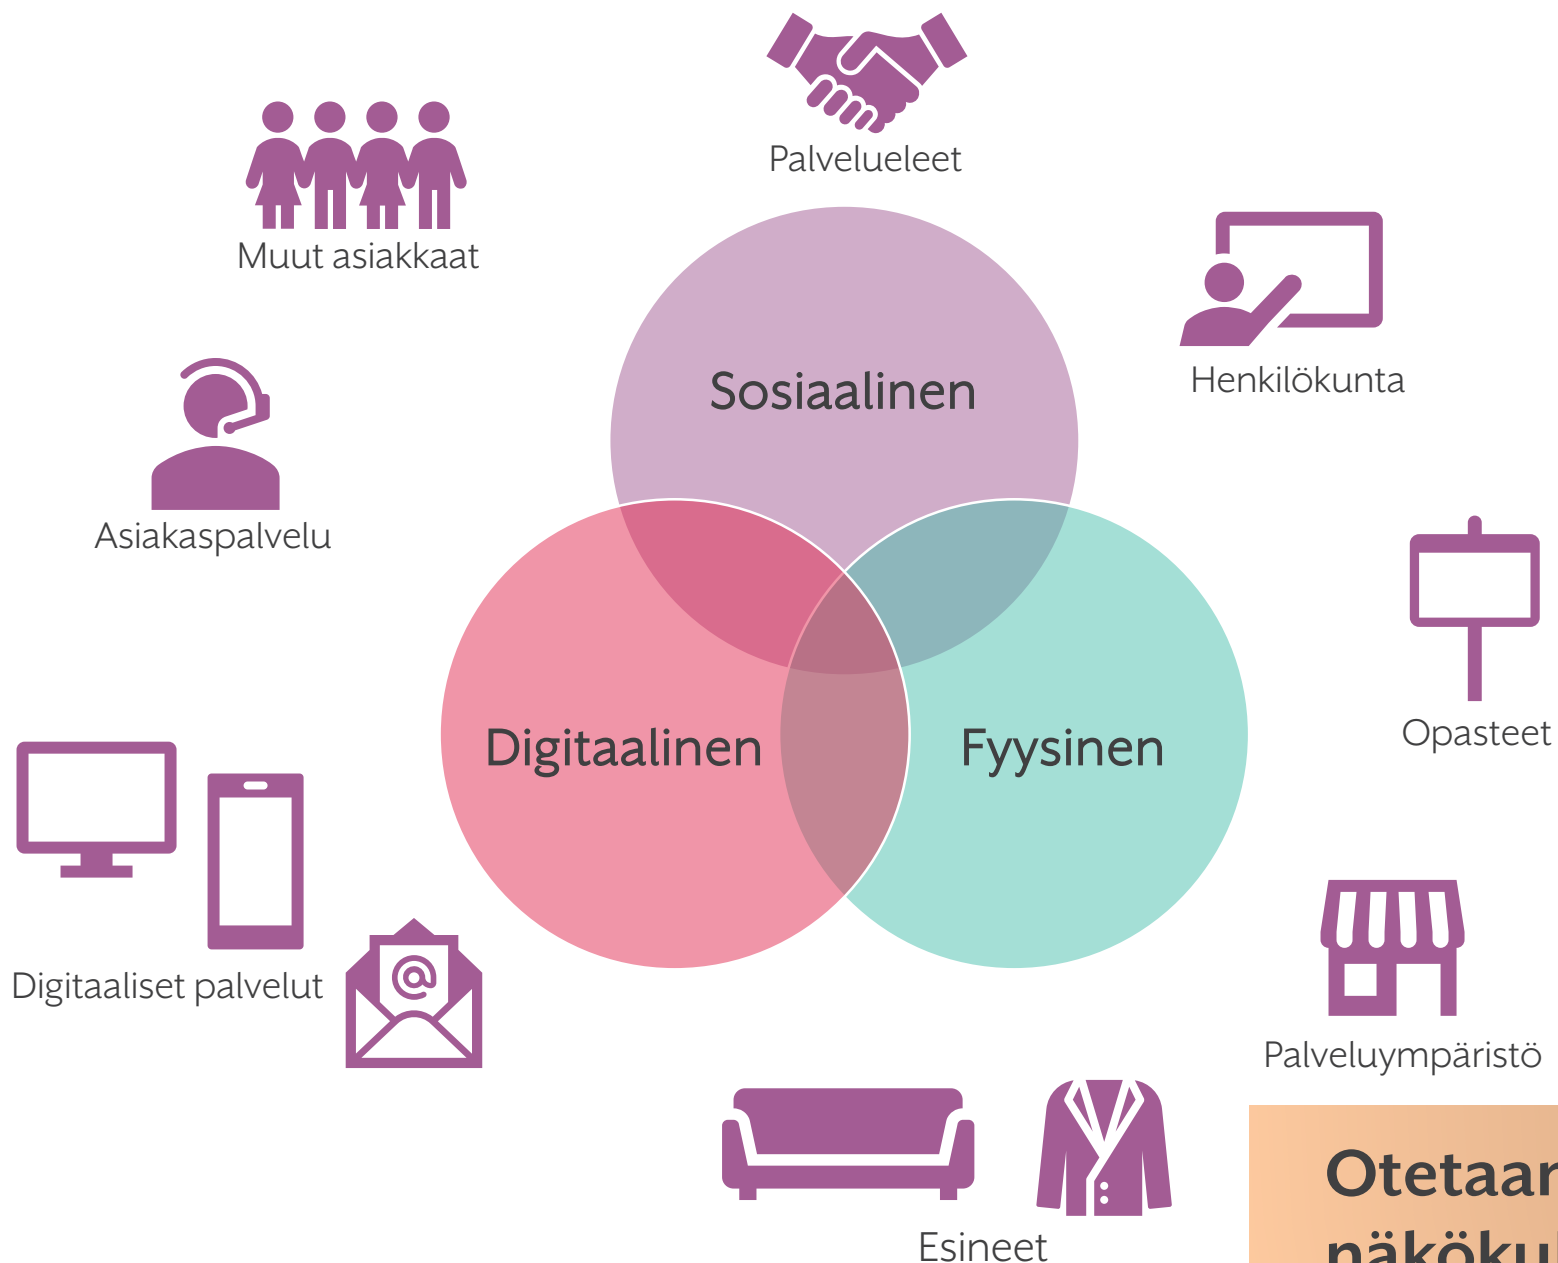 Palvelueleet
Muut asiakkaat
Henkilökunta
Sosiaalinen
Asiakaspalvelu
Opasteet
Digitaalinen
Fyysinen
Digitaaliset palvelut
@
Palveluympäristö
Esineet